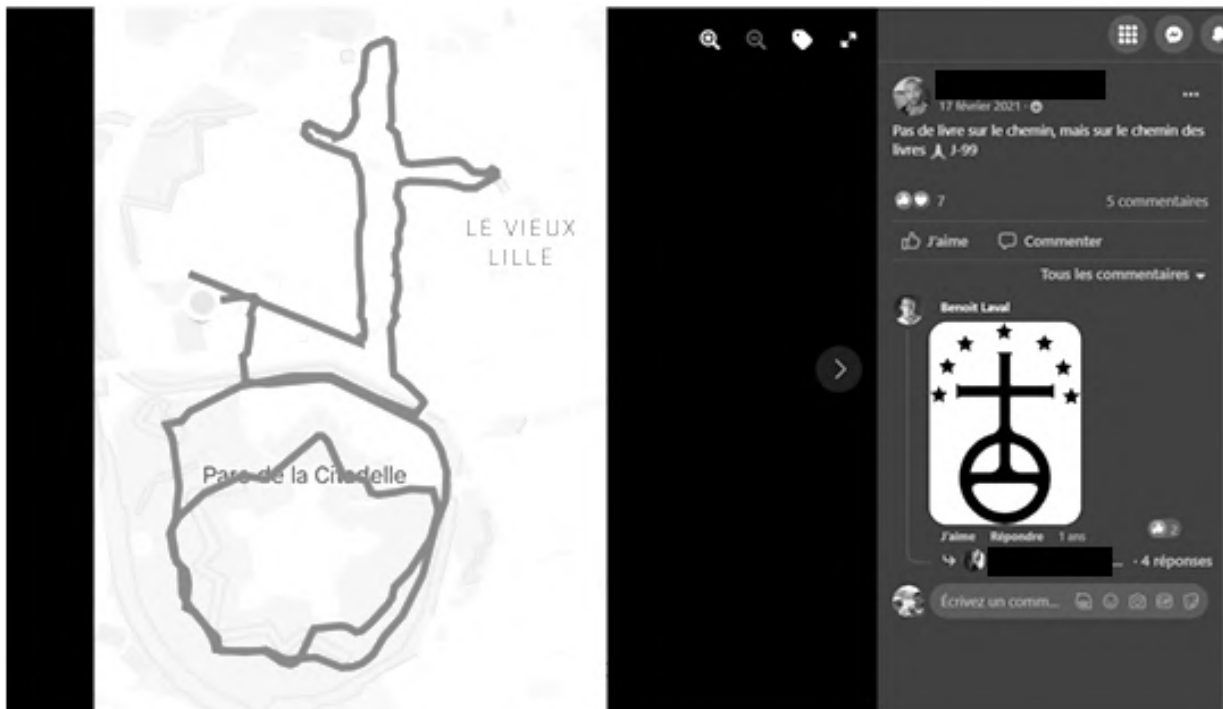 LE VIEUX
LILLE
Parc de la Citadelle
17 février 2021
Pas de livre sur le chemin, mais sur le chemin des
livres J-99
7
5 commentaires
J'aime
Commenter
Tous les commentaires
Benoit Laval
J'aime Répondre 1 ans
2
... · 4 réponses
Écrivez un comm...
GIF